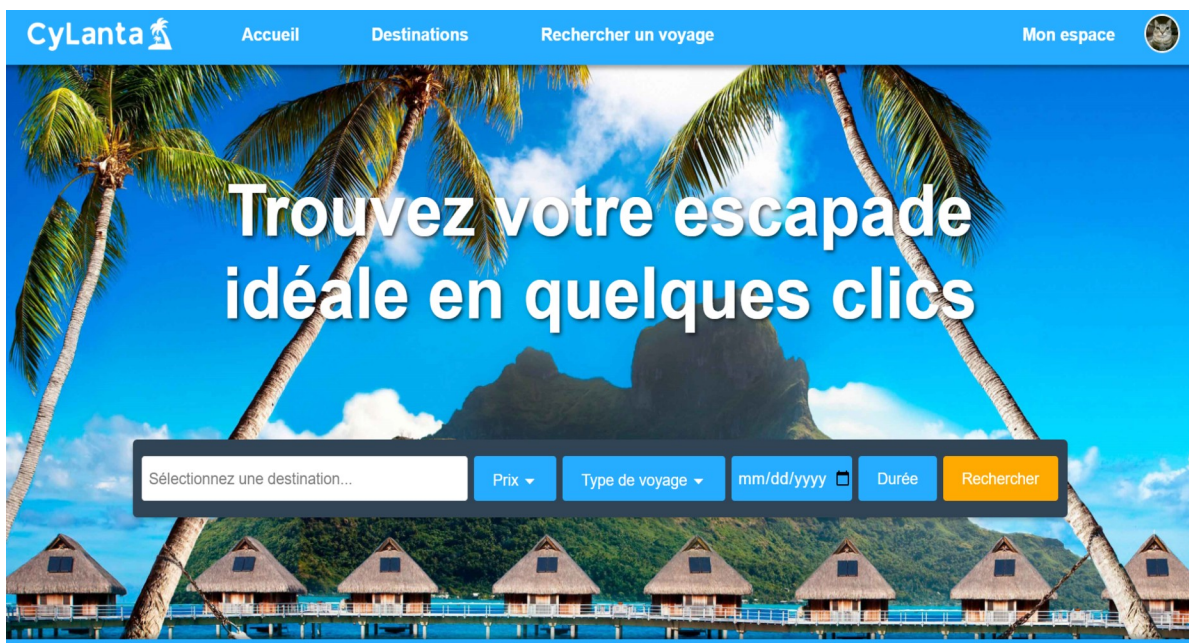 CyLanta
Accueil
Destinations
Rechercher un voyage
Mon espace
Trouvez votre escapade
idéale en quelques clics
Sélectionnez une destination...
Prix
Type de voyage
mm/dd/yyyy
Durée
Rechercher